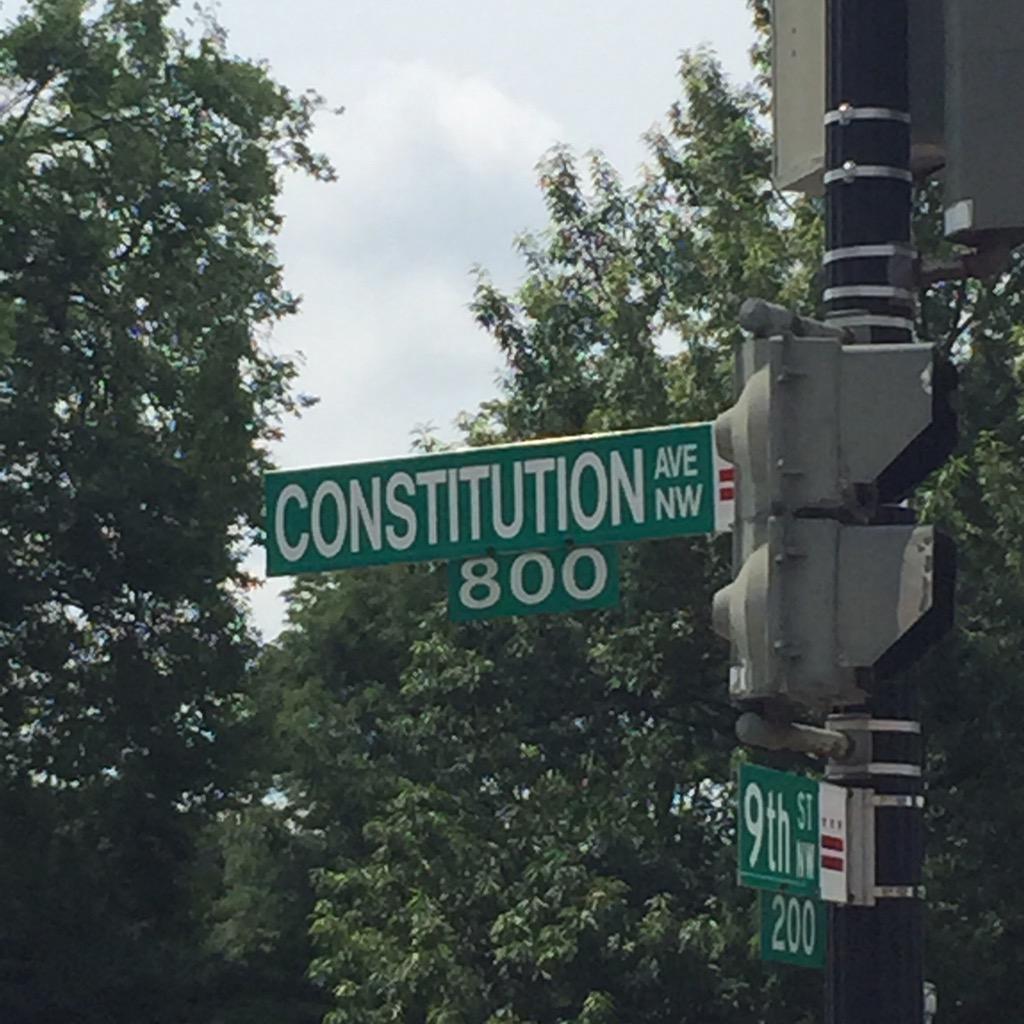 CONSTITUTION AVE NW
800
9th ST NW
200